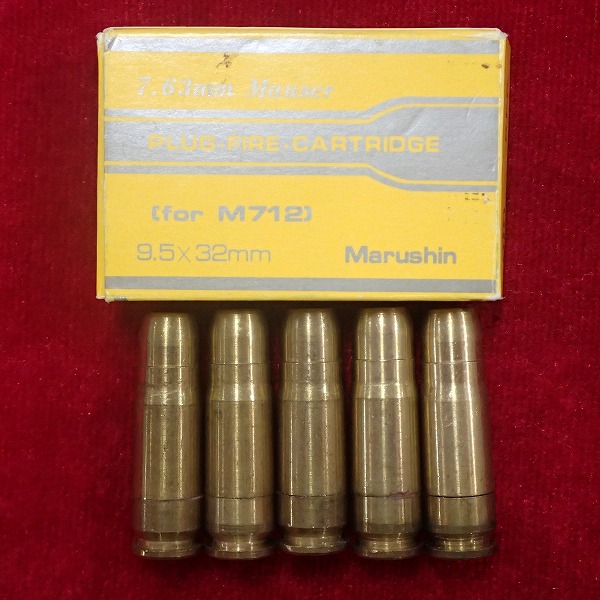 7.63mm Mauser
PLUG-FIRE-CARTRIDGE
(for M712)
9.5×32mm Marushin